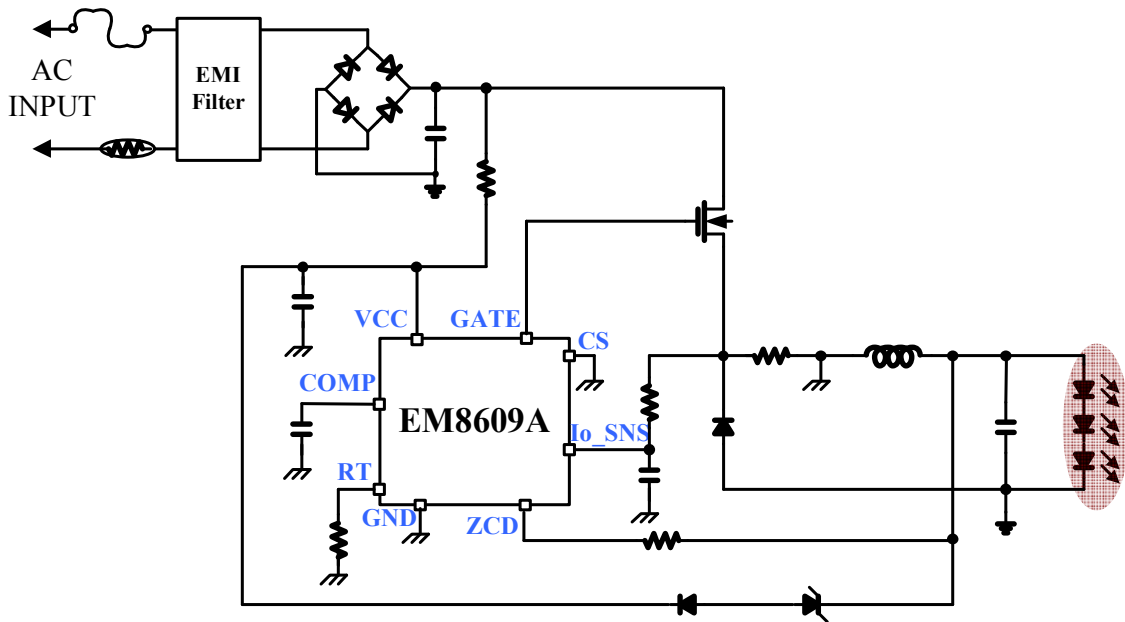 AC
INPUT
EMI
Filter
VCC
GATE
CS
COMP
EM8609A
Io_SNS
RT
GND
ZCD